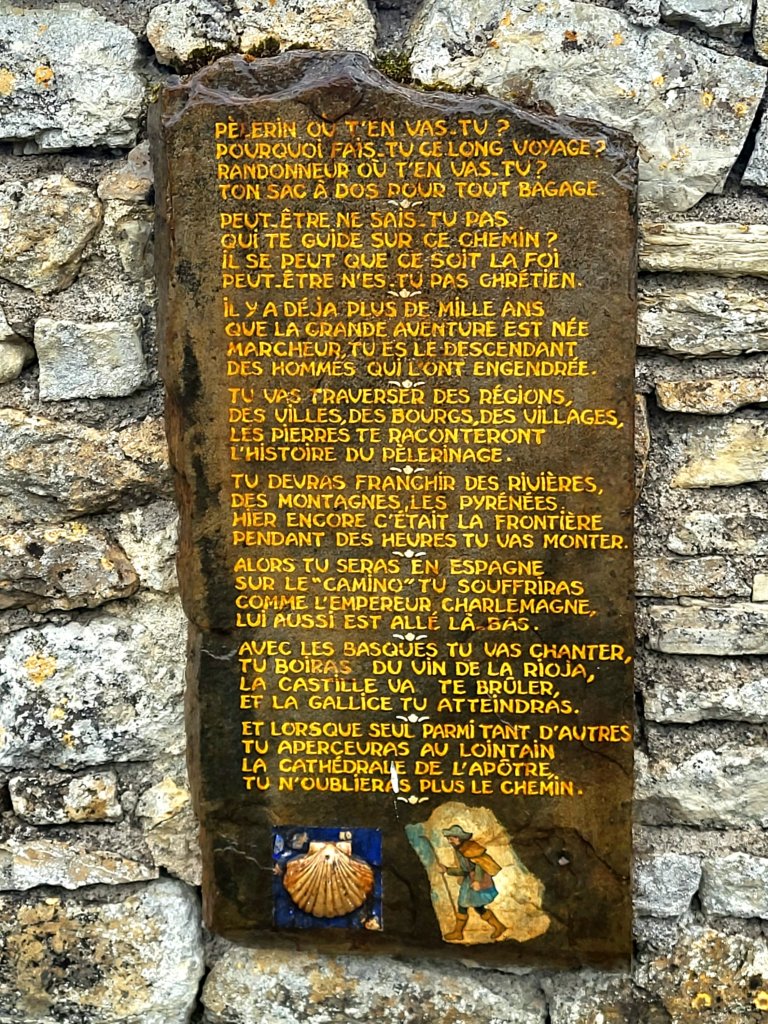 PÈLERIN OÙ T'EN VAS-TU ?
POURQUOI FAIS-TU CE LONG VOYAGE ?
RANDONNEUR OÙ T'EN VAS-TU ?
TON SAC À DOS POUR TOUT BAGAGE.
PEUT-ÊTRE NE SAIS-TU PAS
QUI TE GUIDE SUR CE CHEMIN ?
IL SE PEUT QUE CE SOIT LA FOI
PEUT-ÊTRE N'ES-TU PAS CHRÉTIEN.
IL Y A DÉJA PLUS DE MILLE ANS
QUE LA GRANDE AVENTURE EST NÉE
MARCHEUR, TU ES LE DESCENDANT
DES HOMMES QUI L'ONT ENGENDRÉE.
TU VAS TRAVERSER DES RÉGIONS,
DES VILLES, DES BOURGS, DES VILLAGES,
LES PIERRES TE RACONTERONT
L'HISTOIRE DU PÈLERINAGE.
TU DEVRAS FRANCHIR DES RIVIÈRES,
DES MONTAGNES, LES PYRÉNÉES.
HIER ENCORE C'ÉTAIT LA FRONTIÈRE
PENDANT DES HEURES TU VAS MONTER.
ALORS TU SERAS EN ESPAGNE
SUR LE "CAMINO" TU SOUFFRIRAS
COMME L'EMPEREUR CHARLEMAGNE,
LUI AUSSI EST ALLÉ LÀ-BAS.
AVEC LES BASQUES TU VAS CHANTER,
TU BOIRAS DU VIN DE LA RIOJA,
LA CASTILLE VA TE BRÛLER,
ET LA GALLICE TU ATTEINDRAS.
ET LORSQUE SEUL PARMI TANT D'AUTRES
TU APERCEVRAS AU LOINTAIN
LA CATHÉDRALE DE L'APÔTRE
TU N'OUBLIERAS PLUS LE CHEMIN.